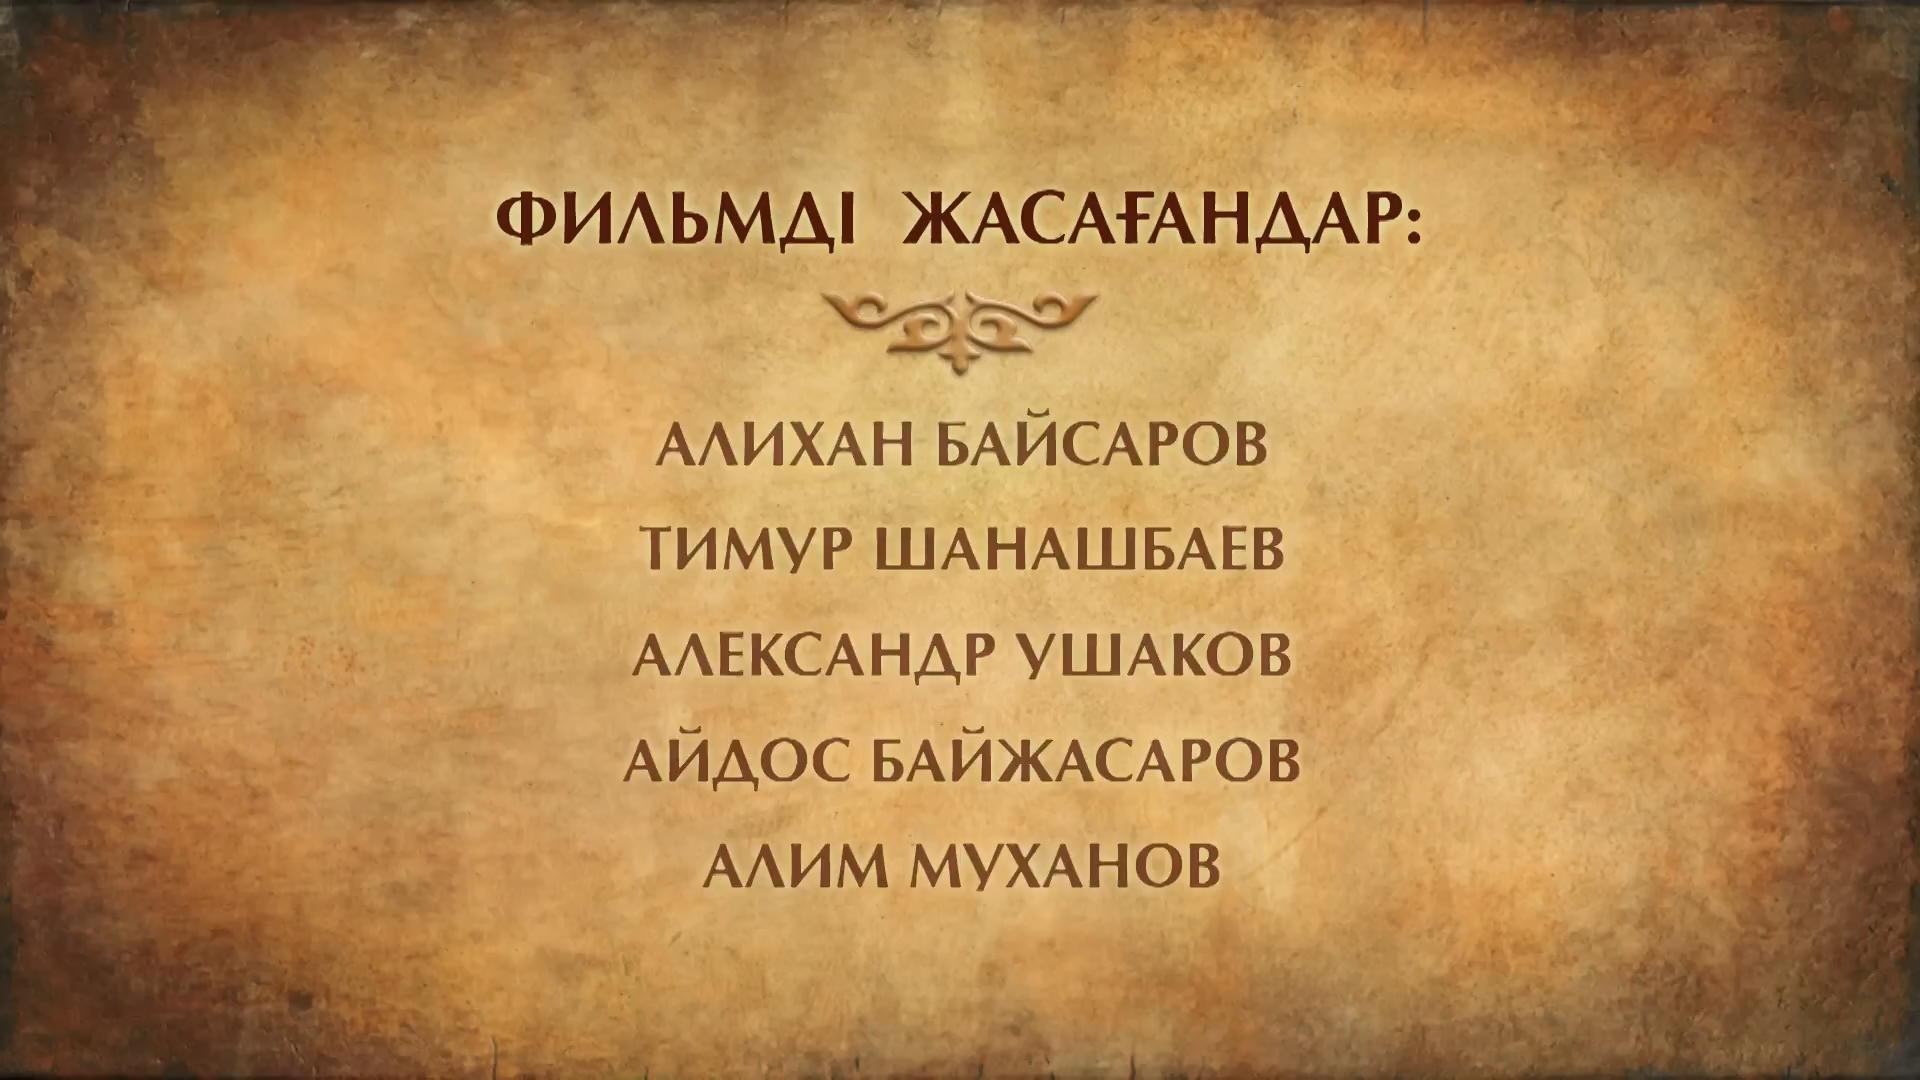 ФИЛЬМДІ ЖАСАҒАНДАР:
АЛИХАН БАЙСАРОВ
ТИМУР ШАНАШБАЕВ
АЛЕКСАНДР УШАКОВ
АЙДОС БАЙЖАСАРОВ
АЛИМ МУХАНОВ